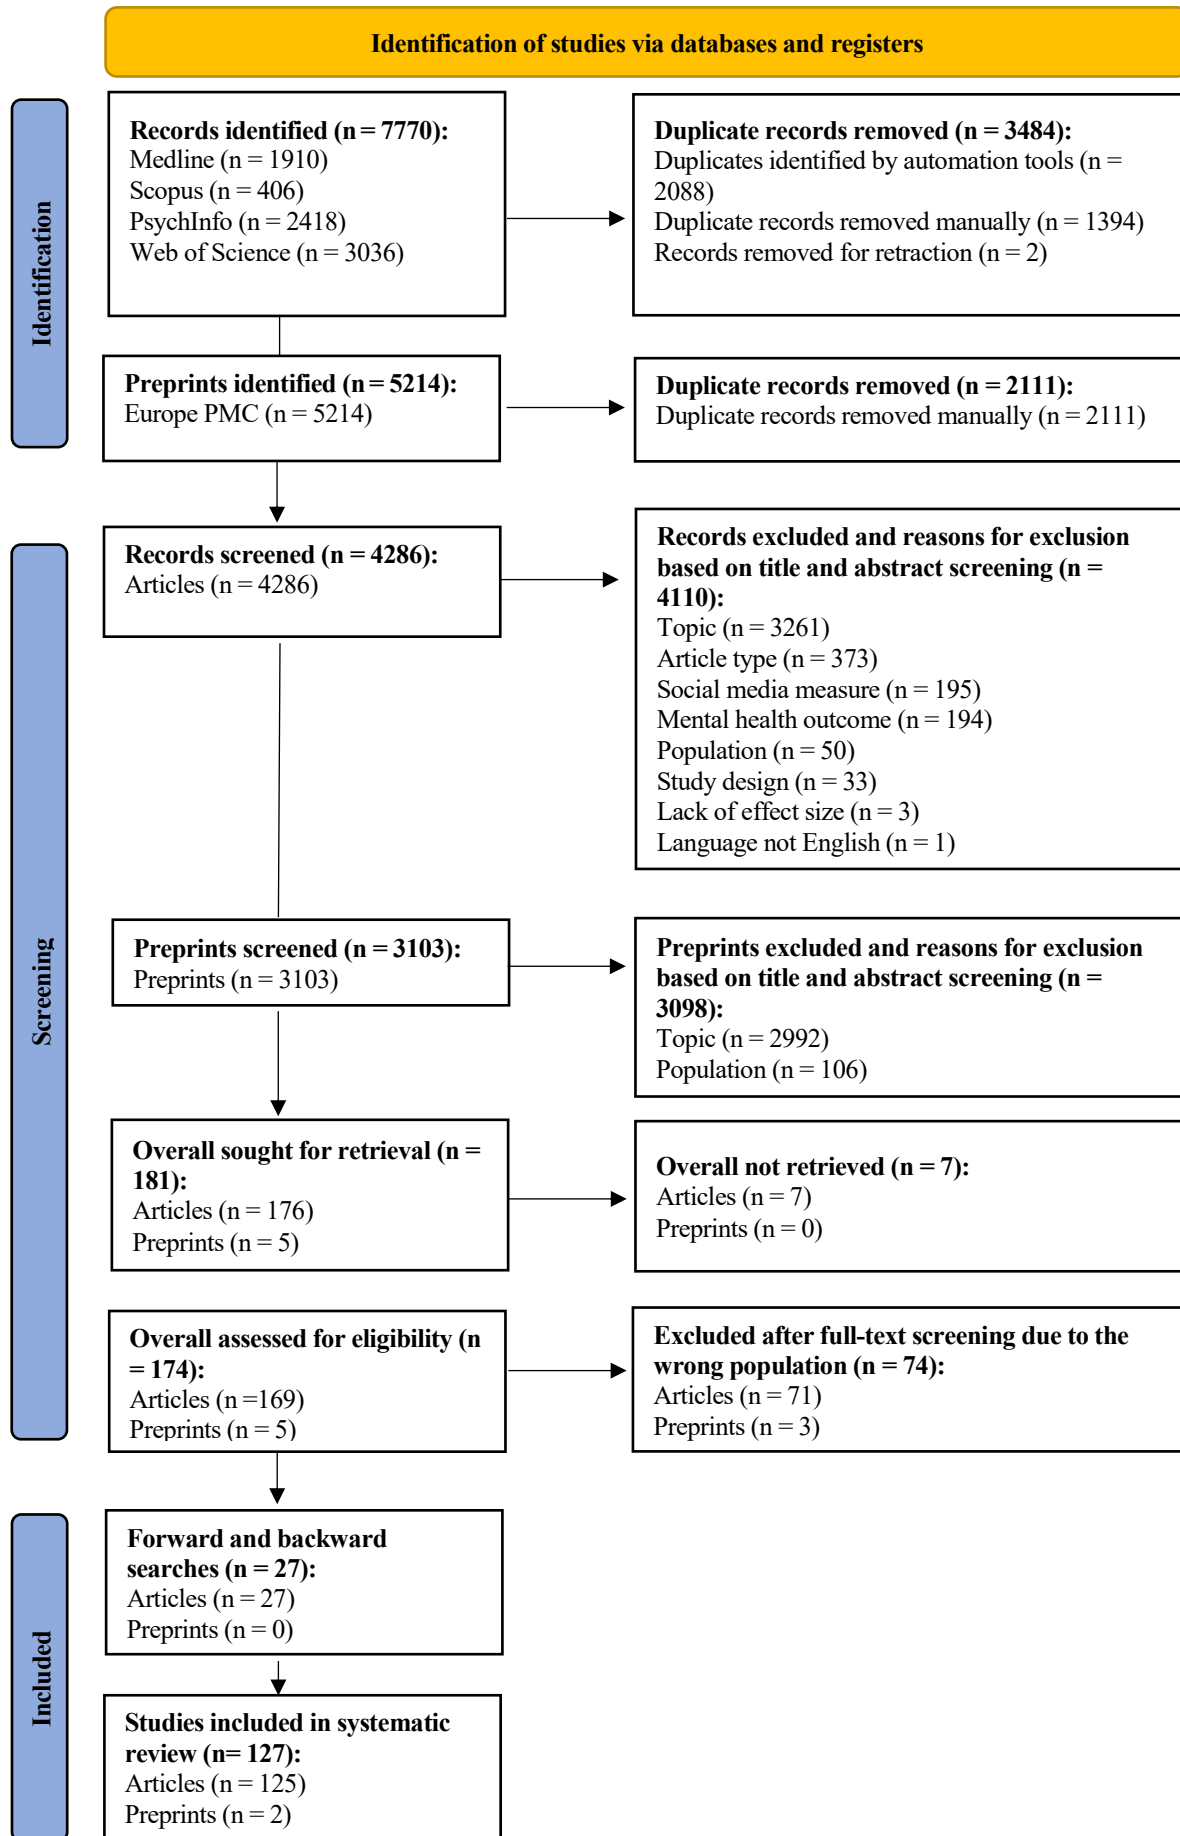 Identification of studies via databases and registers
Identification
Records identified (n = 7770):
Medline (n = 1910)
Scopus (n = 406)
PsychInfo (n = 2418)
Web of Science (n = 3036)
Duplicate records removed (n = 3484):
Duplicates identified by automation tools (n =
2088)
Duplicate records removed manually (n = 1394)
Records removed for retraction (n = 2)
Preprints identified (n = 5214):
Europe PMC (n = 5214)
Duplicate records removed (n = 2111):
Duplicate records removed manually (n = 2111)
Screening
Records screened (n = 4286):
Articles (n = 4286)
Records excluded and reasons for exclusion
based on title and abstract screening (n =
4110):
Topic (n = 3261)
Article type (n = 373)
Social media measure (n = 195)
Mental health outcome (n = 194)
Population (n = 50)
Study design (n = 33)
Lack of effect size (n = 3)
Language not English (n = 1)
Preprints screened (n = 3103):
Preprints (n = 3103)
Preprints excluded and reasons for exclusion
based on title and abstract screening (n =
3098):
Topic (n = 2992)
Population (n = 106)
Overall sought for retrieval (n =
181):
Articles (n = 176)
Preprints (n = 5)
Overall not retrieved (n = 7):
Articles (n = 7)
Preprints (n = 0)
Overall assessed for eligibility (n
= 174):
Articles (n =169)
Preprints (n = 5)
Excluded after full-text screening due to the
wrong population (n = 74):
Articles (n = 71)
Preprints (n = 3)
Included
Forward and backward
searches (n = 27):
Articles (n = 27)
Preprints (n = 0)
Studies included in systematic
review (n= 127):
Articles (n = 125)
Preprints (n = 2)